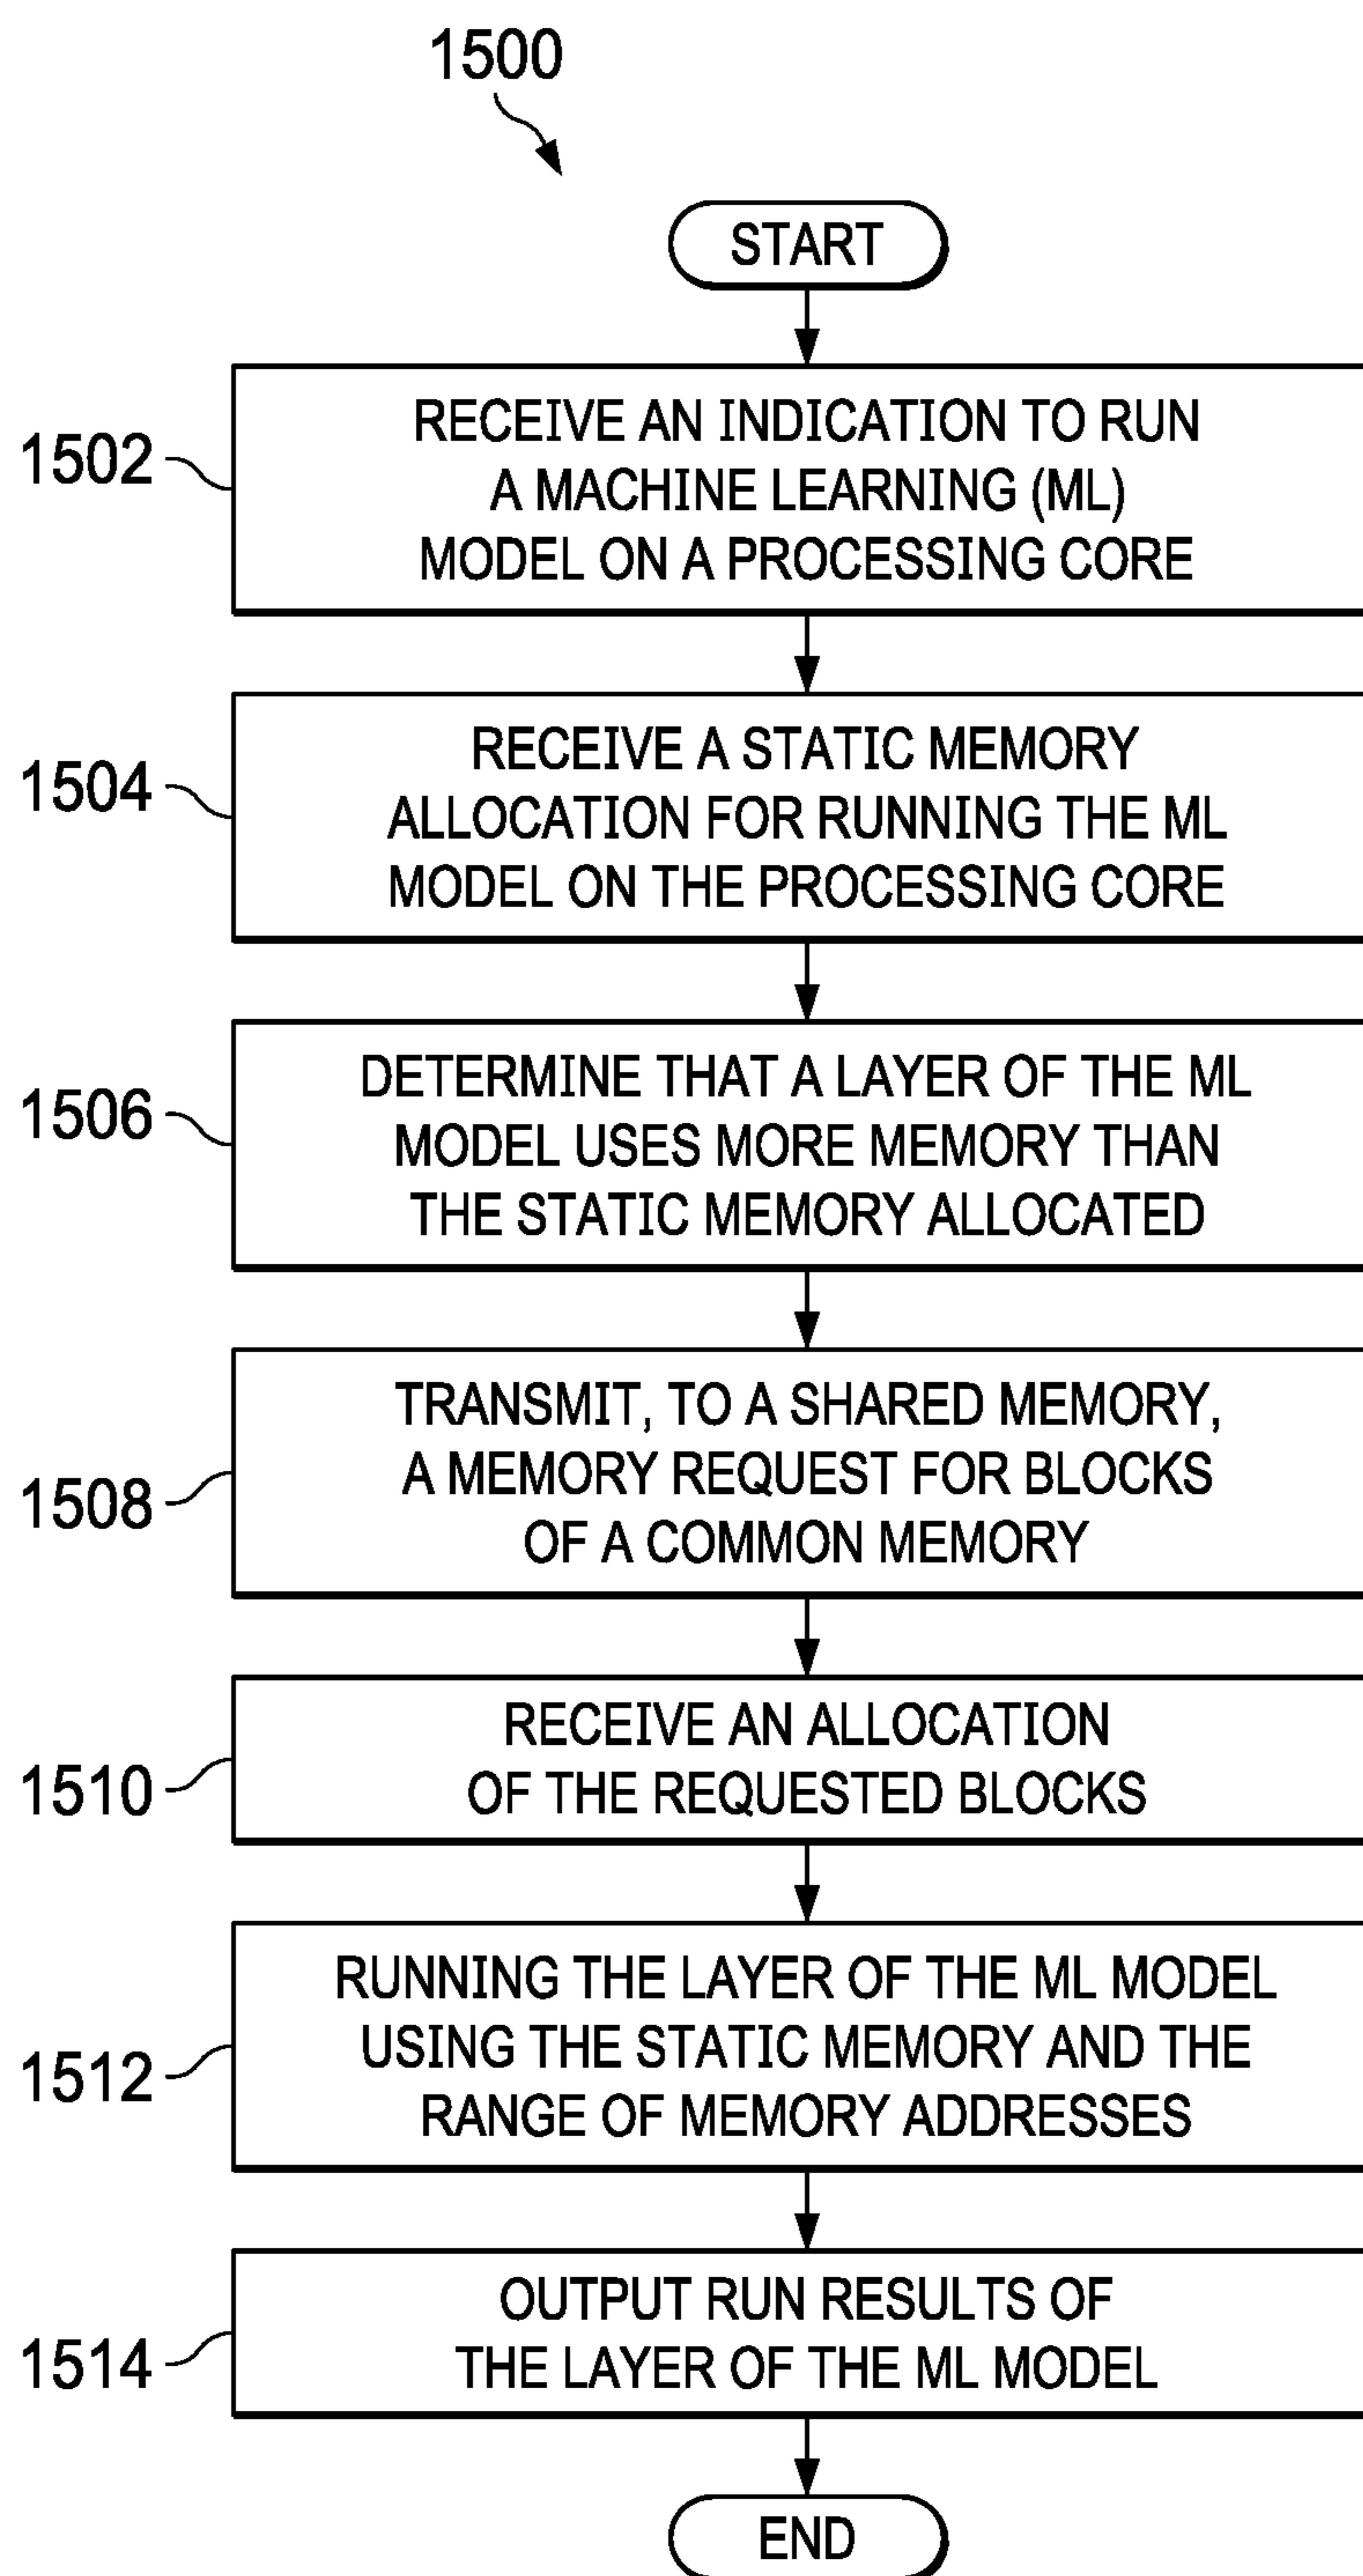 1500
START
1502
RECEIVE AN INDICATION TO RUN
A MACHINE LEARNING (ML)
MODEL ON A PROCESSING CORE
1504
RECEIVE A STATIC MEMORY
ALLOCATION FOR RUNNING THE ML
MODEL ON THE PROCESSING CORE
1506
DETERMINE THAT A LAYER OF THE ML
MODEL USES MORE MEMORY THAN
THE STATIC MEMORY ALLOCATED
1508
TRANSMIT, TO A SHARED MEMORY,
A MEMORY REQUEST FOR BLOCKS
OF A COMMON MEMORY
1510
RECEIVE AN ALLOCATION
OF THE REQUESTED BLOCKS
1512
RUNNING THE LAYER OF THE ML MODEL
USING THE STATIC MEMORY AND THE
RANGE OF MEMORY ADDRESSES
1514
OUTPUT RUN RESULTS OF
THE LAYER OF THE ML MODEL
END